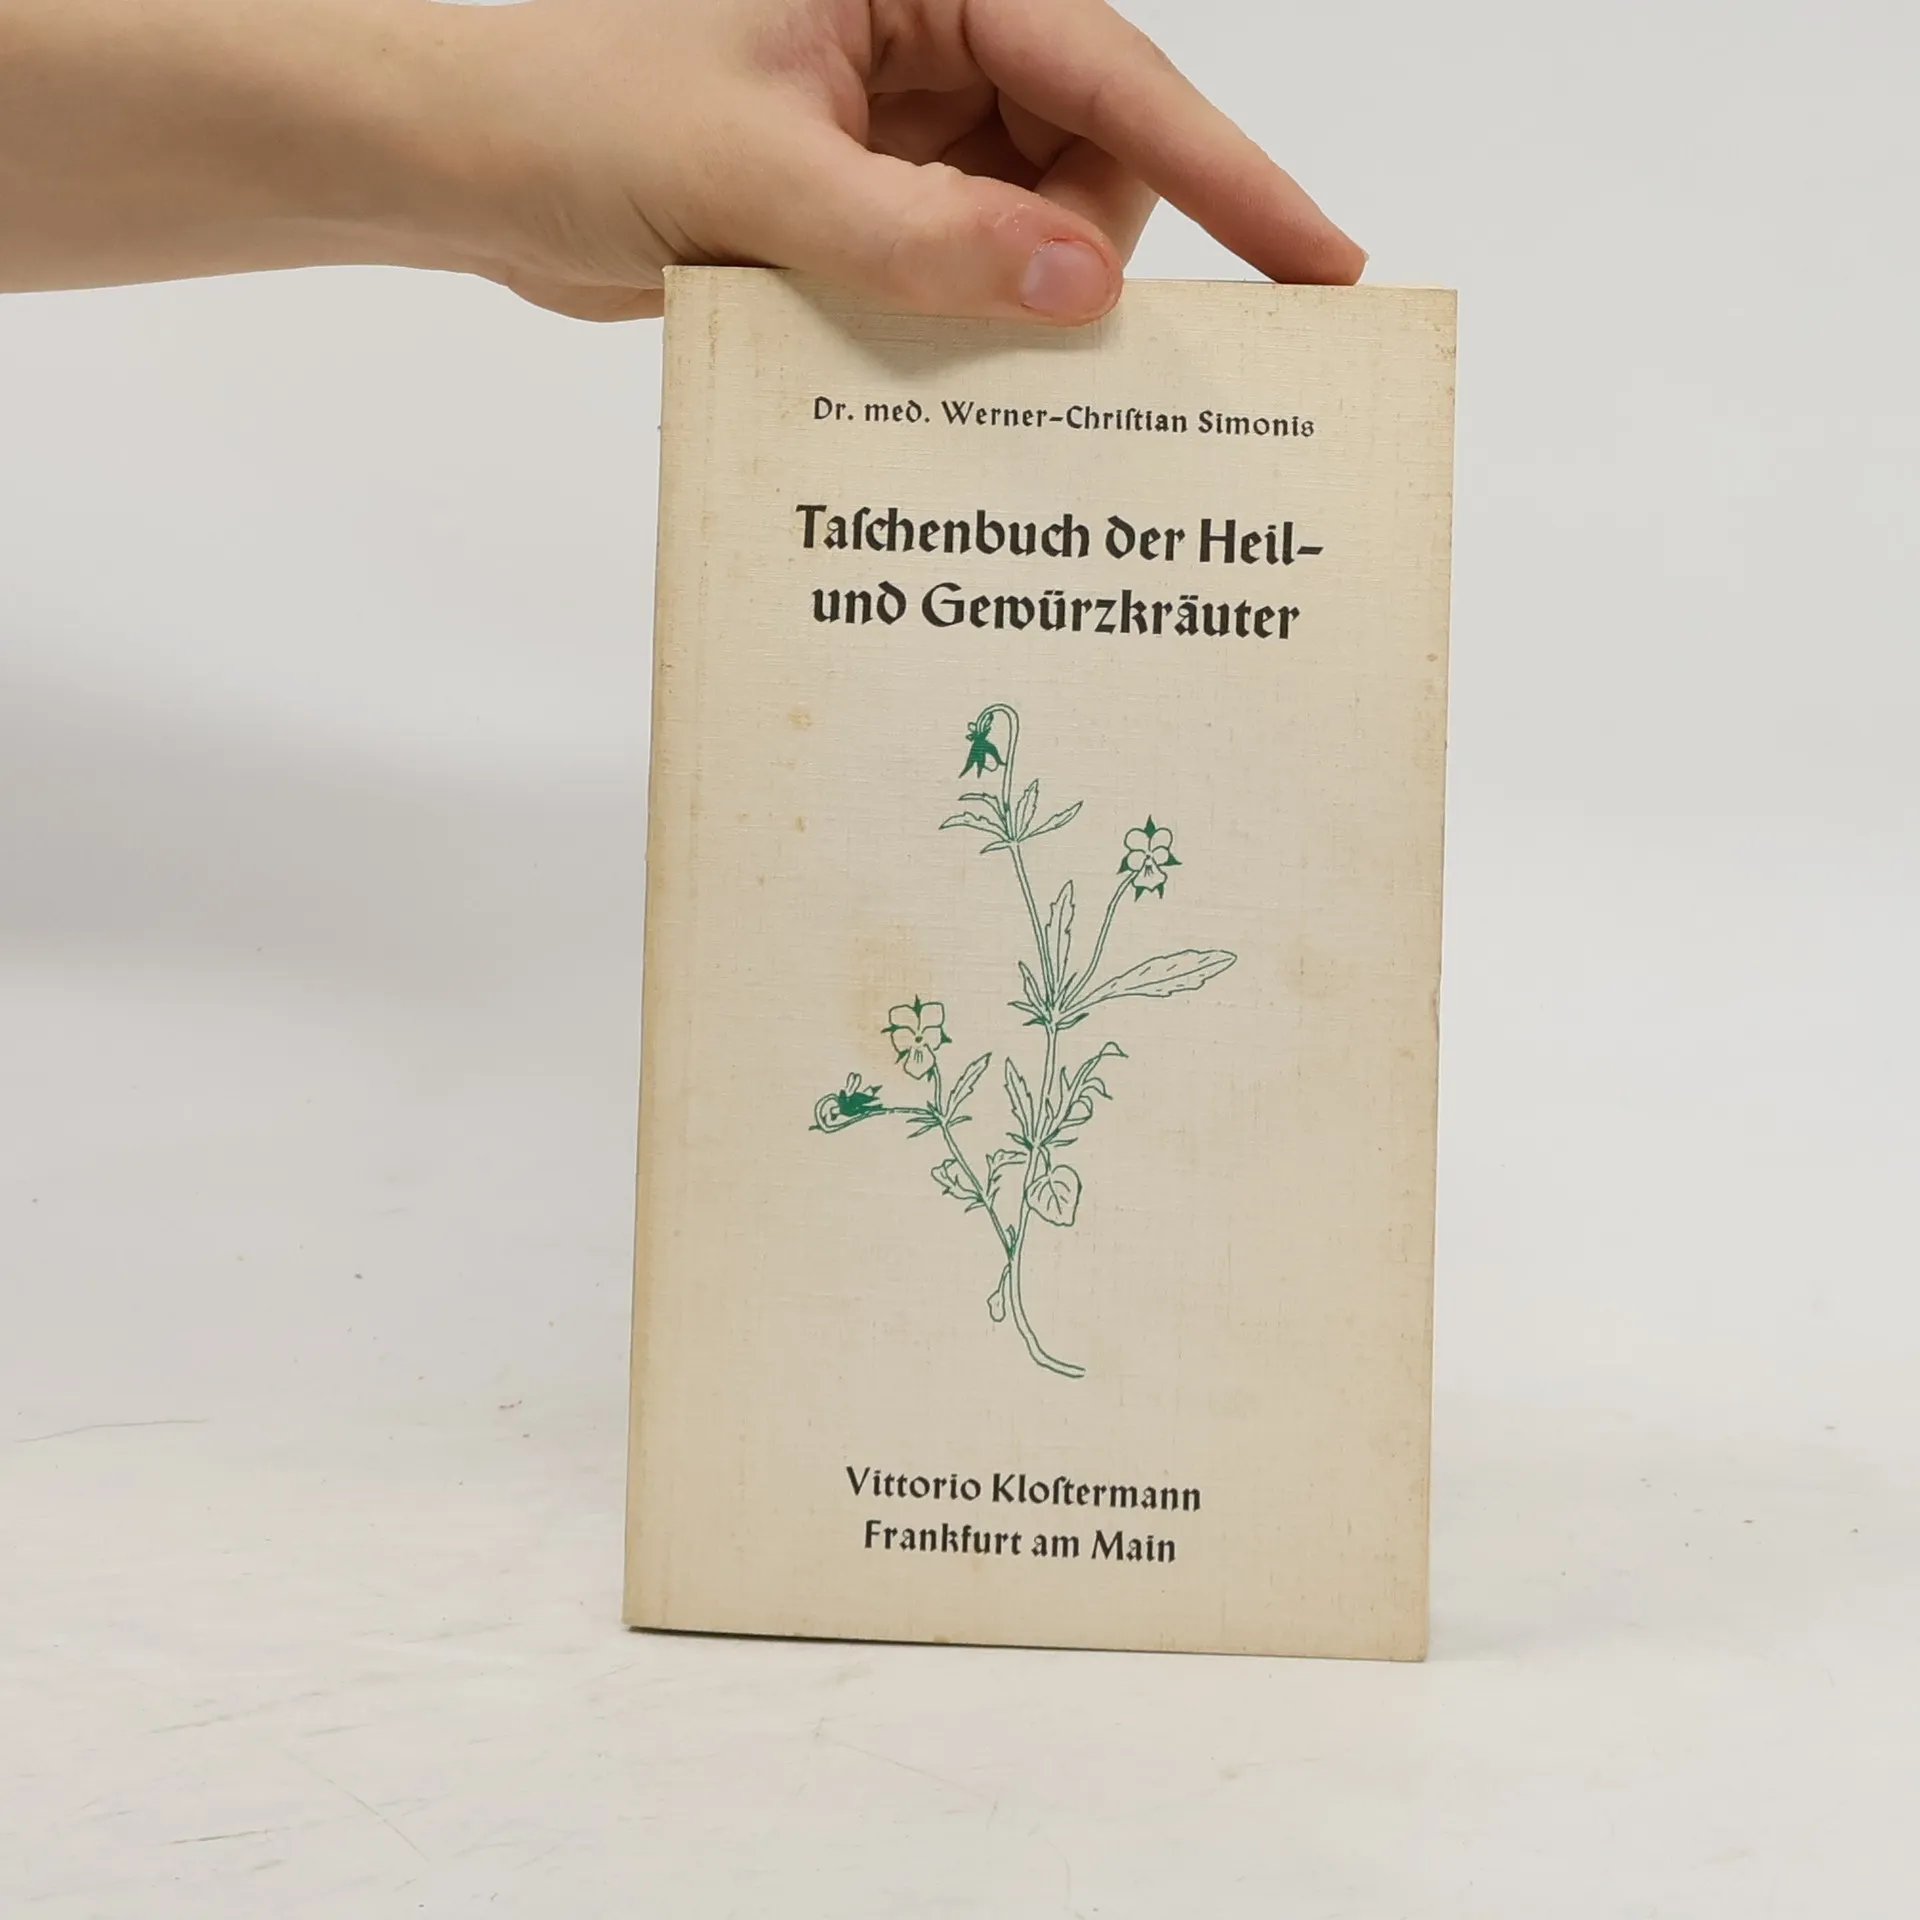 Dr. med. Werner-Chriſtian Simonis
Taſchenbuch der Heil-
und Gewürzkräuter
Vittorio Kloſtermann
Frankfurt am Main